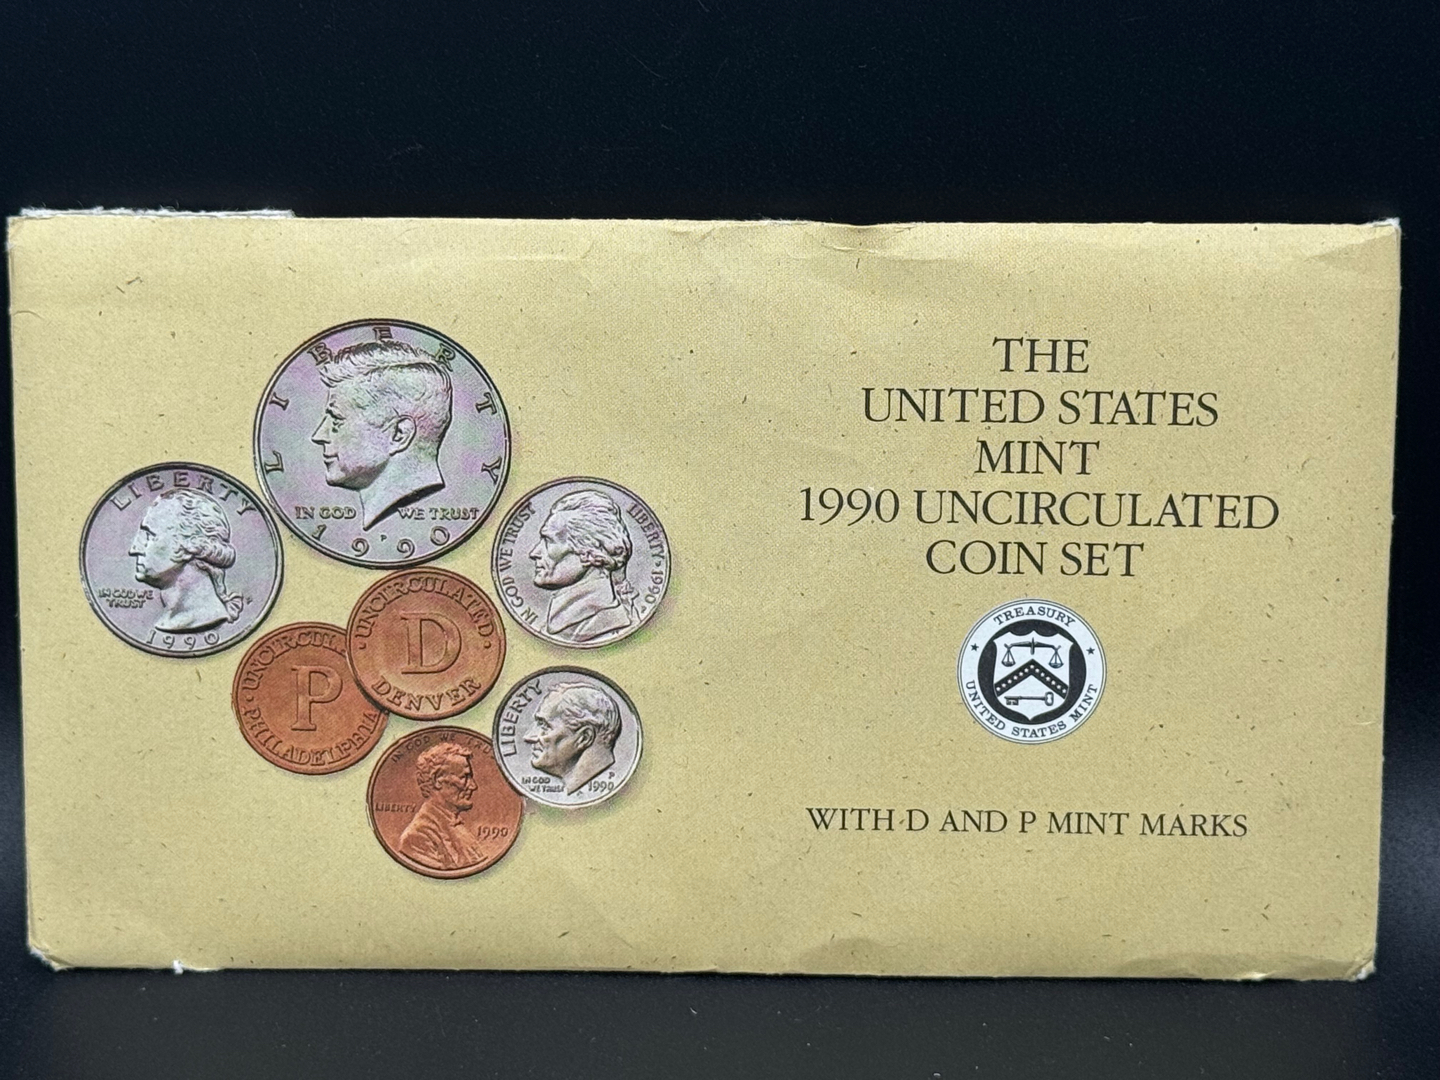 THE
UNITED STATES
MINT
1990 UNCIRCULATED
COIN SET
TREASURY
UNITED STATES MINT
WITH D AND P MINT MARKS
LIBERTY
IN GOD WE TRUST
P
1990
LIBERTY
IN GOD WE
TRUST
1990
IN GOD WE TRUST
LIBERTY 1990
UNCIRCULATED
D
DENVER
P
PHILADELPHIA
LIBERTY
IN GOD
WE TRUST
P
1990
IN GOD WE
LIBERTY
1990